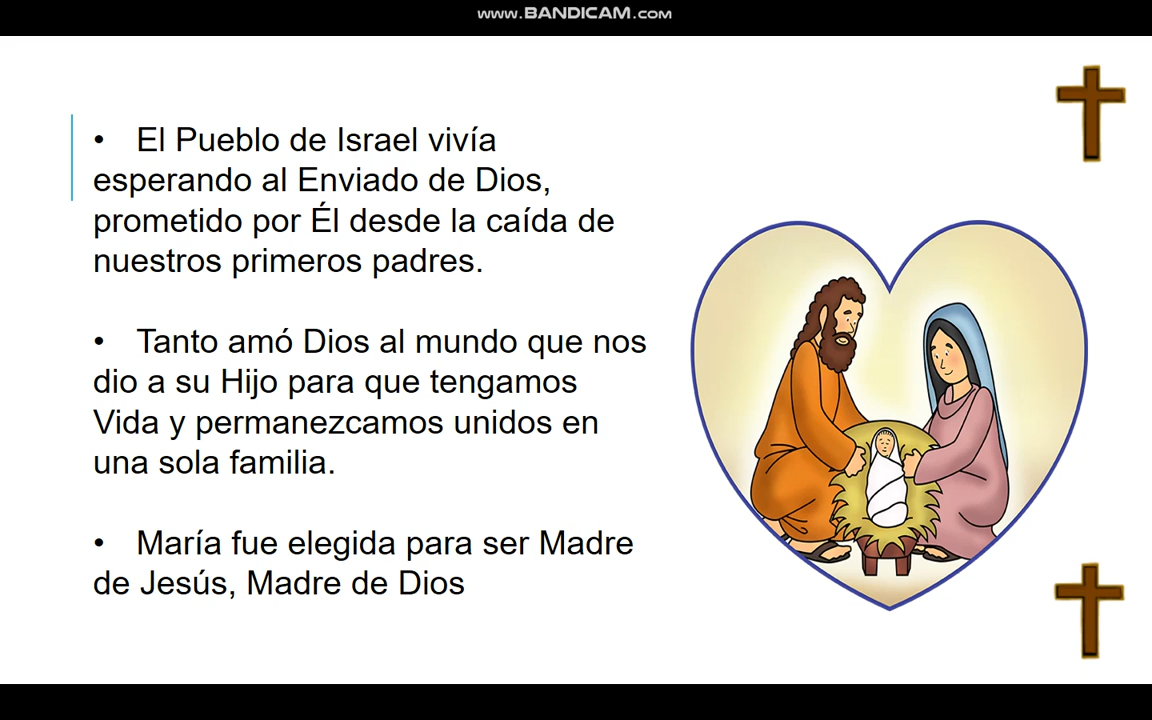 www.BANDICAM.com
• El Pueblo de Israel vivía
esperando al Enviado de Dios,
prometido por Él desde la caída de
nuestros primeros padres.
• Tanto amó Dios al mundo que nos
dio a su Hijo para que tengamos
Vida y permanezcamos unidos en
una sola familia.
• María fue elegida para ser Madre
de Jesús, Madre de Dios